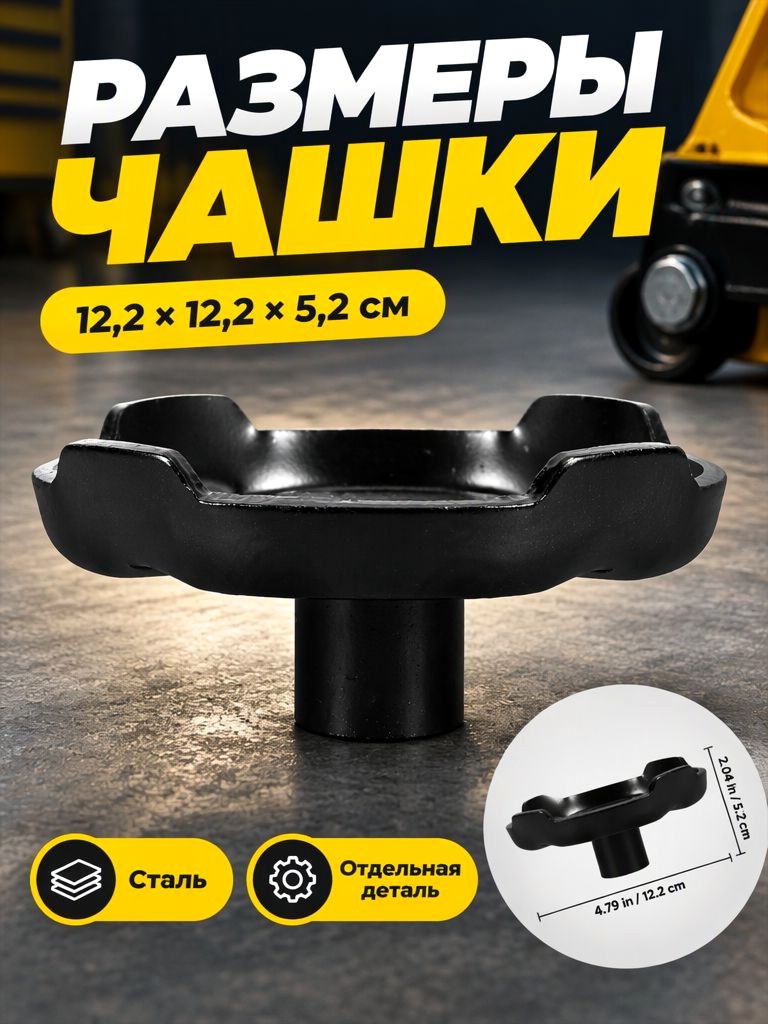 РАЗМЕРЫ
ЧАШКИ
12,2 × 12,2 × 5,2 см
2.04 in / 5.2 cm
4.79 in / 12.2 cm
Сталь
Отдельная
деталь